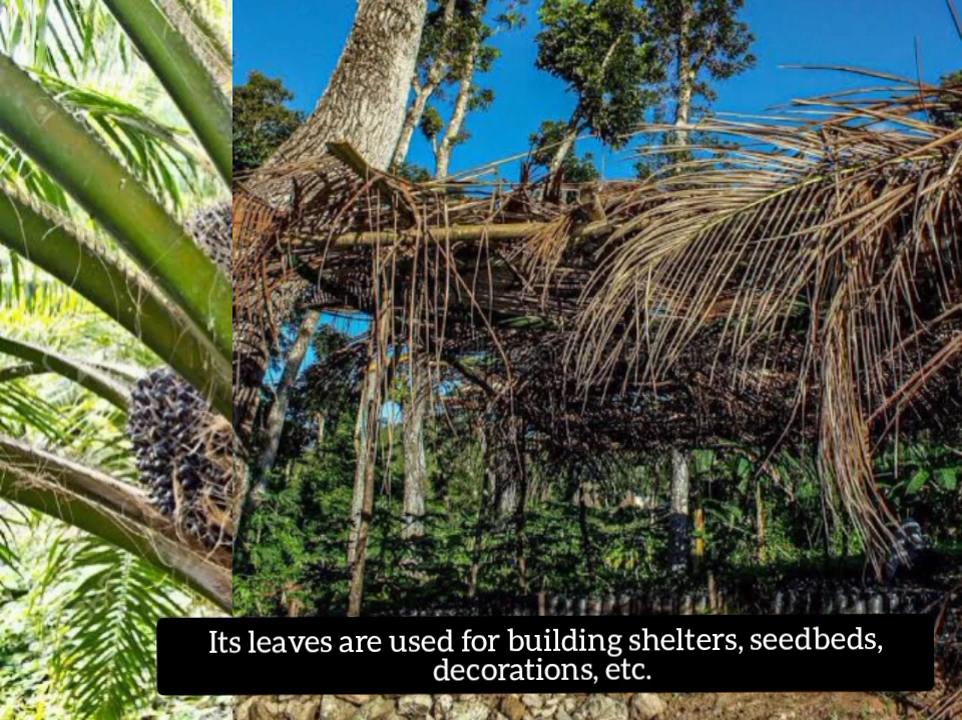 Its leaves are used for building shelters, seedbeds,
decorations, etc.